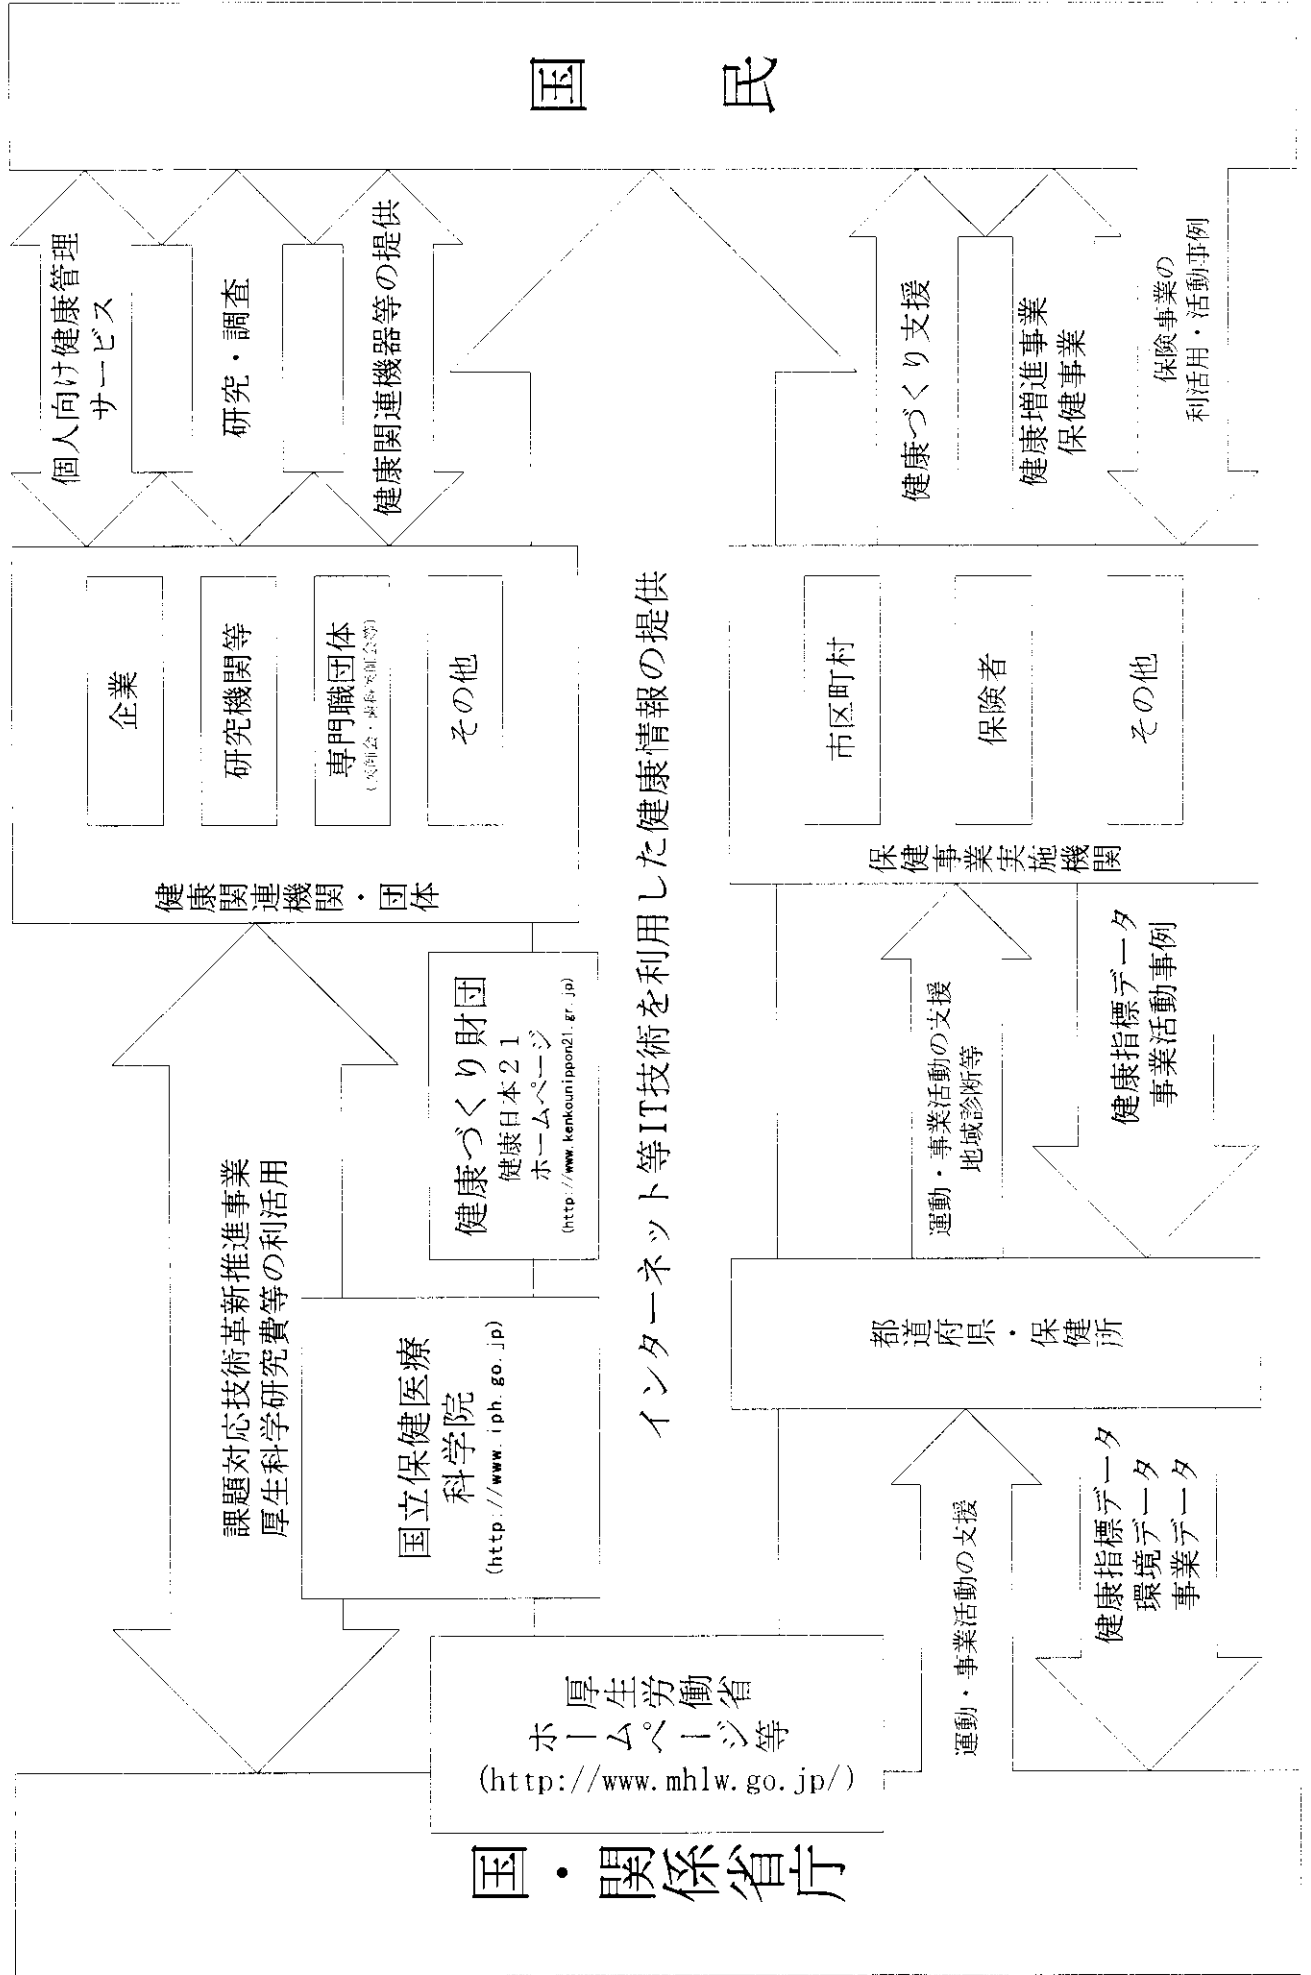 国・関係省庁
厚生労働省
ホームページ等
(http://www.mhlw.go.jp/)
課題対応技術革新推進事業
厚生科学研究費等の利活用
国立保健医療
科学院
(http://www.iph.go.jp)
健康づくり財団
健康日本21
ホームページ
(http://www.kenkounippon21.gr.jp)
健康関連機関・団体
企業
研究機関等
専門職団体
その他
個人向け健康管理
サービス
研究・調査
健康関連機器等の提供
インターネット等IT技術を利用した健康情報の提供
運動・事業活動の支援
健康指標データ
環境データ
事業データ
都道府県・保健所
運動・事業活動の支援
地域診断等
健康指標データ
事業活動事例
保健事業実施機関
市区町村
保険者
その他
健康づくり支援
健康増進事業
保健事業
保険事業の
利活用・活動事例
国民